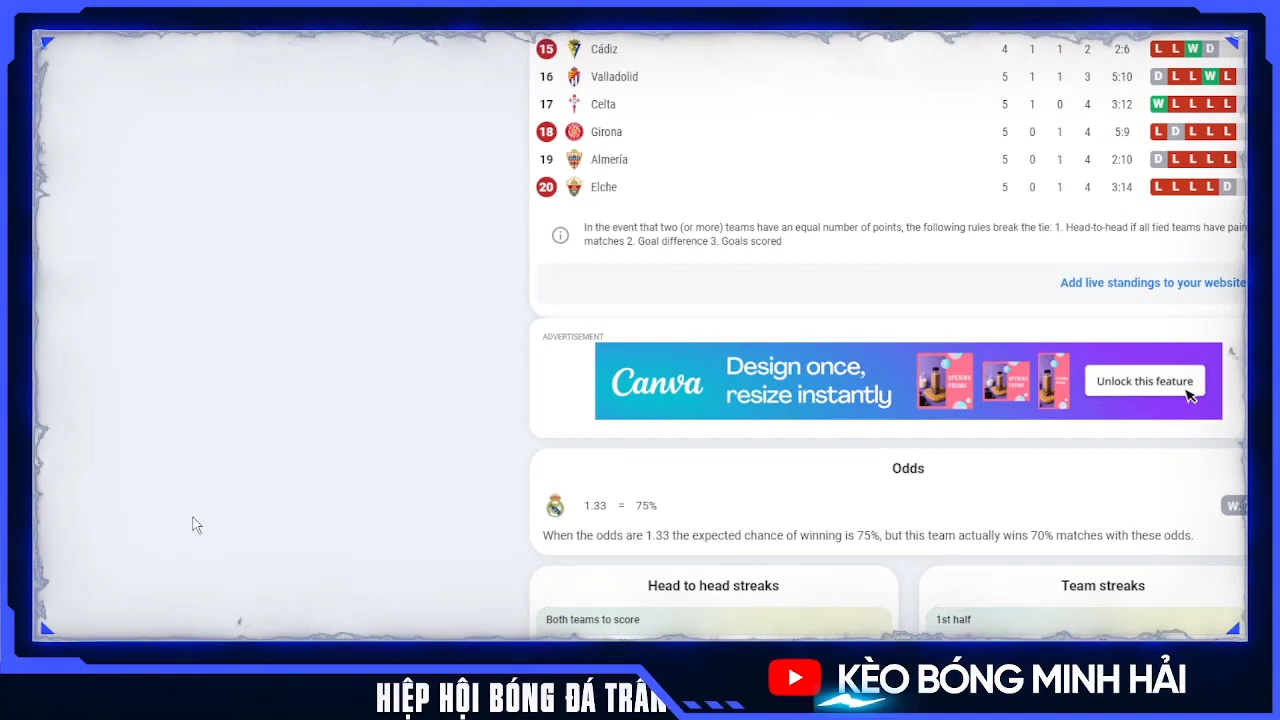 15 Cádiz 4 1 1 2 2:6 L L W D
16 Valladolid 5 1 1 3 5:10 D L L W L
17 Celta 5 1 0 4 3:12 W L L L L
18 Girona 5 0 1 4 5:9 L D L L L
19 Almería 5 0 1 4 2:10 D L L L L
20 Elche 5 0 1 4 3:14 L L L L D
In the event that two (or more) teams have an equal number of points, the following rules break the tie: 1. Head-to-head if all tied teams have
matches 2. Goal difference 3. Goals scored
Add live standings to your website
ADVERTISEMENT
Canva Design once,
resize instantly
OPENING PROMO
Unlock this feature
Odds
1.33 = 75% W:
When the odds are 1.33 the expected chance of winning is 75%, but this team actually wins 70% matches with these odds.
Head to head streaks
Team streaks
Both teams to score
1st half
HIỆP HỘI BÓNG ĐÁ TRÂN
KÈO BÓNG MINH HẢI